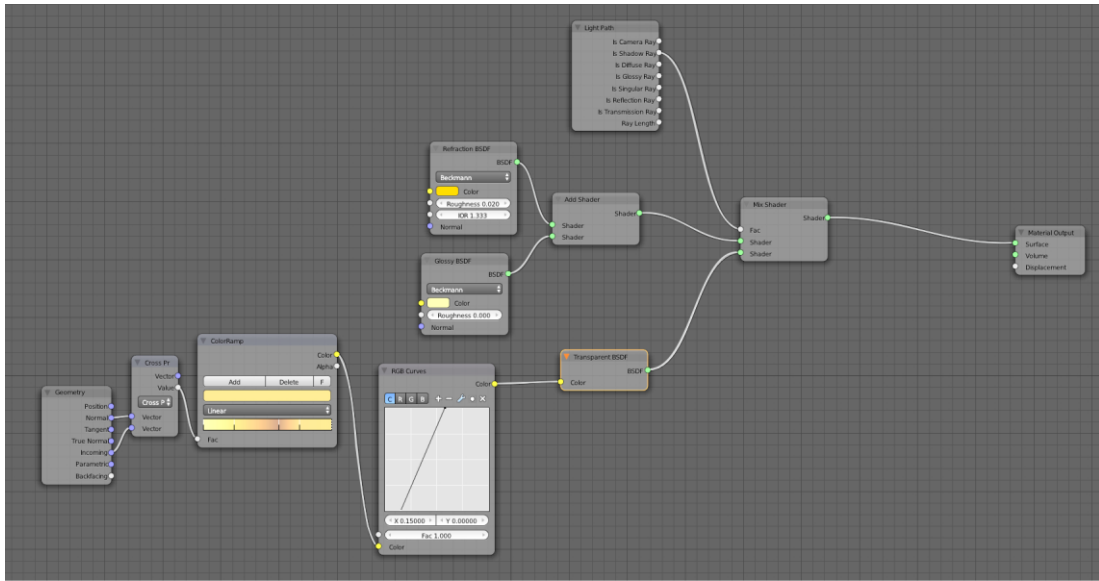 Light Path
Is Camera Ray
Is Shadow Ray
Is Diffuse Ray
Is Glossy Ray
Is Singular Ray
Is Reflection Ray
Is Transmission Ray
Ray Length
Refraction BSDF
BSDF
Beckmann
Color
Roughness 0.020
IOR 1.333
Normal
Add Shader
Shader
Shader
Shader
Mix Shader
Shader
Fac
Shader
Shader
Material Output
Surface
Volume
Displacement
Glossy BSDF
BSDF
Beckmann
Color
Roughness 0.000
Normal
Geometry
Position
Normal
Tangent
True Normal
Incoming
Parametric
Backfacing
Cross Pr
Vector
Value
Cross P
Vector
Vector
ColorRamp
Color
Alpha
Add Delete F
Linear
Fac
RGB Curves
Color
C R G B
X 0.15000 Y 0.00000
Fac 1.000
Color
Transparent BSDF
BSDF
Color